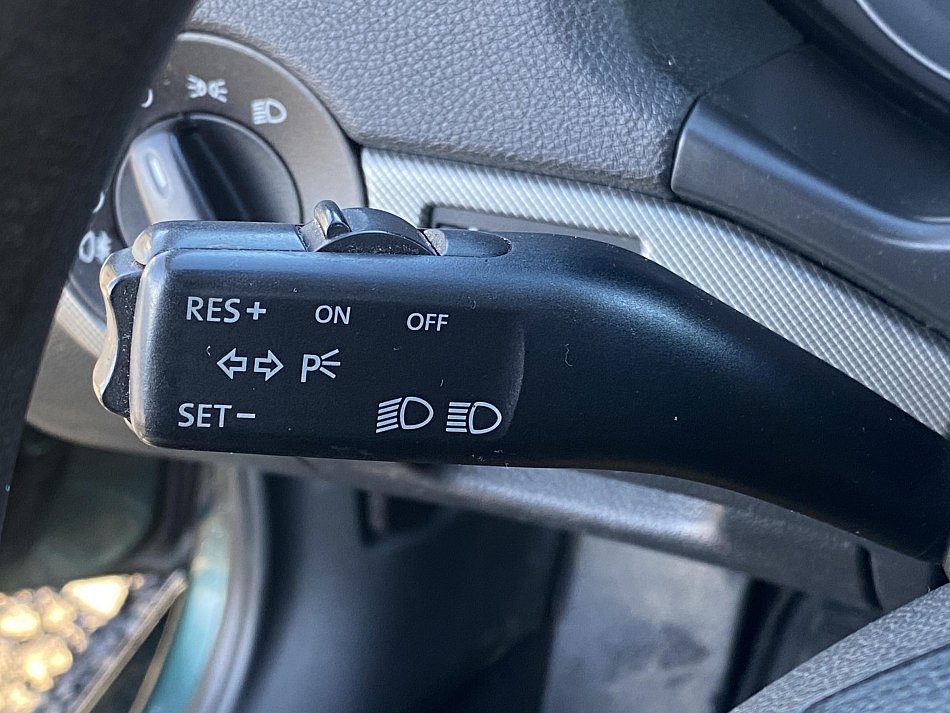 RES+ ON OFF
P
SET−